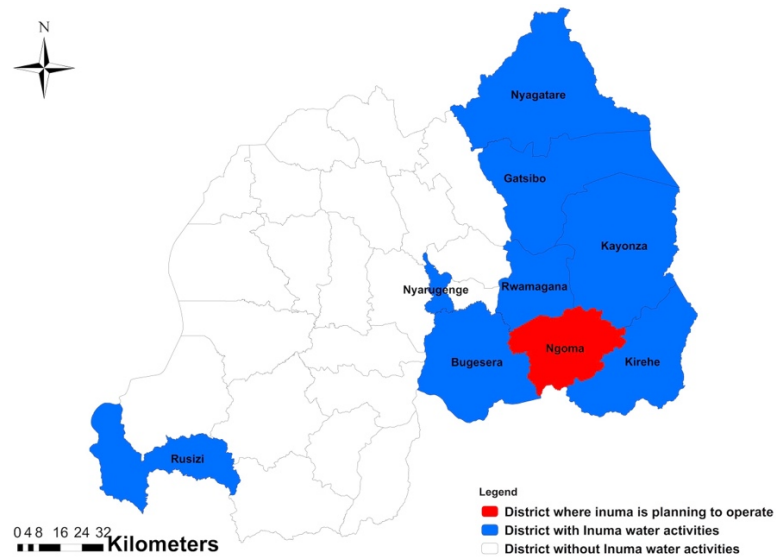 N
Nyagatare
Gatsibo
Kayonza
Nyarugenge
Rwamagana
Ngoma
Bugesera
Kirehe
Rusizi
Legend
District where inuma is planning to operate
District with Inuma water activities
District without Inuma water activities
0 4 8 16 24 32
Kilometers